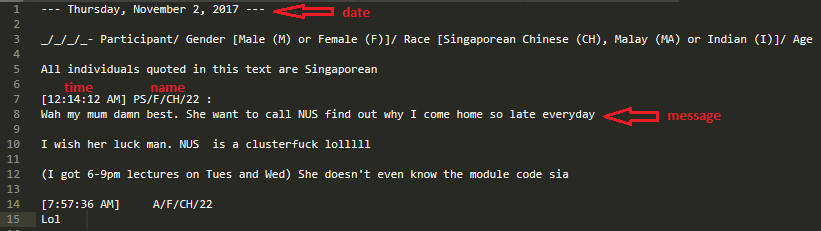 1 --- Thursday, November 2, 2017 --- date
2
3 _/_/_/_- Participant/ Gender [Male (M) or Female (F)]/ Race [Singaporean Chinese (CH), Malay (MA) or Indian (I)]/ Age
4
5 All individuals quoted in this text are Singaporean
6 time name
7 [12:14:12 AM] PS/F/CH/22 :
8 Wah my mum damn best. She want to call NUS find out why I come home so late everyday message
9
10 I wish her luck man. NUS  is a clusterfuck lolllll
11
12 (I got 6-9pm lectures on Tues and Wed) She doesn't even know the module code sia
13
14 [7:57:36 AM]     A/F/CH/22
15 Lol